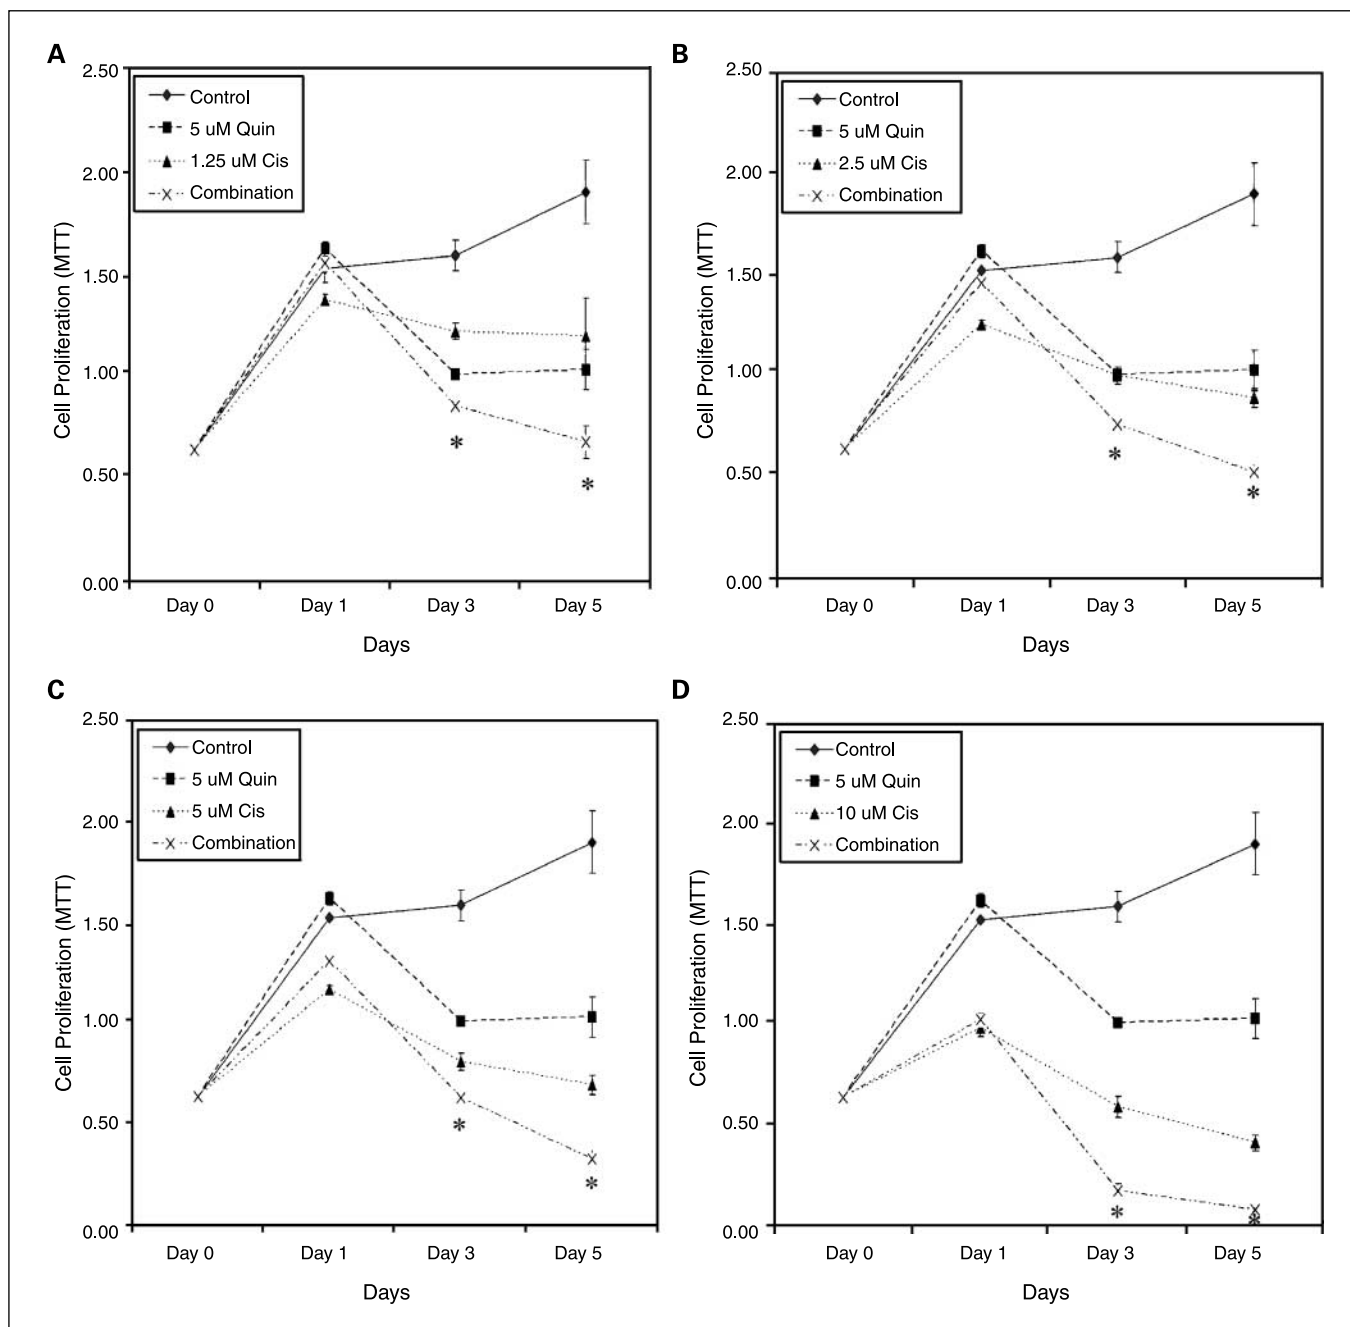 A
Cell Proliferation (MTT)
2.50
2.00
1.50
1.00
0.50
0.00
Control
5 uM Quin
1.25 uM Cis
Combination
*
*
Day 0
Day 1
Day 3
Day 5
Days
B
Cell Proliferation (MTT)
2.50
2.00
1.50
1.00
0.50
0.00
Control
5 uM Quin
2.5 uM Cis
Combination
*
*
Day 0
Day 1
Day 3
Day 5
Days
C
Cell Proliferation (MTT)
2.50
2.00
1.50
1.00
0.50
0.00
Control
5 uM Quin
5 uM Cis
Combination
*
*
Day 0
Day 1
Day 3
Day 5
Days
D
Cell Proliferation (MTT)
2.50
2.00
1.50
1.00
0.50
0.00
Control
5 uM Quin
10 uM Cis
Combination
*
*
Day 0
Day 1
Day 3
Day 5
Days